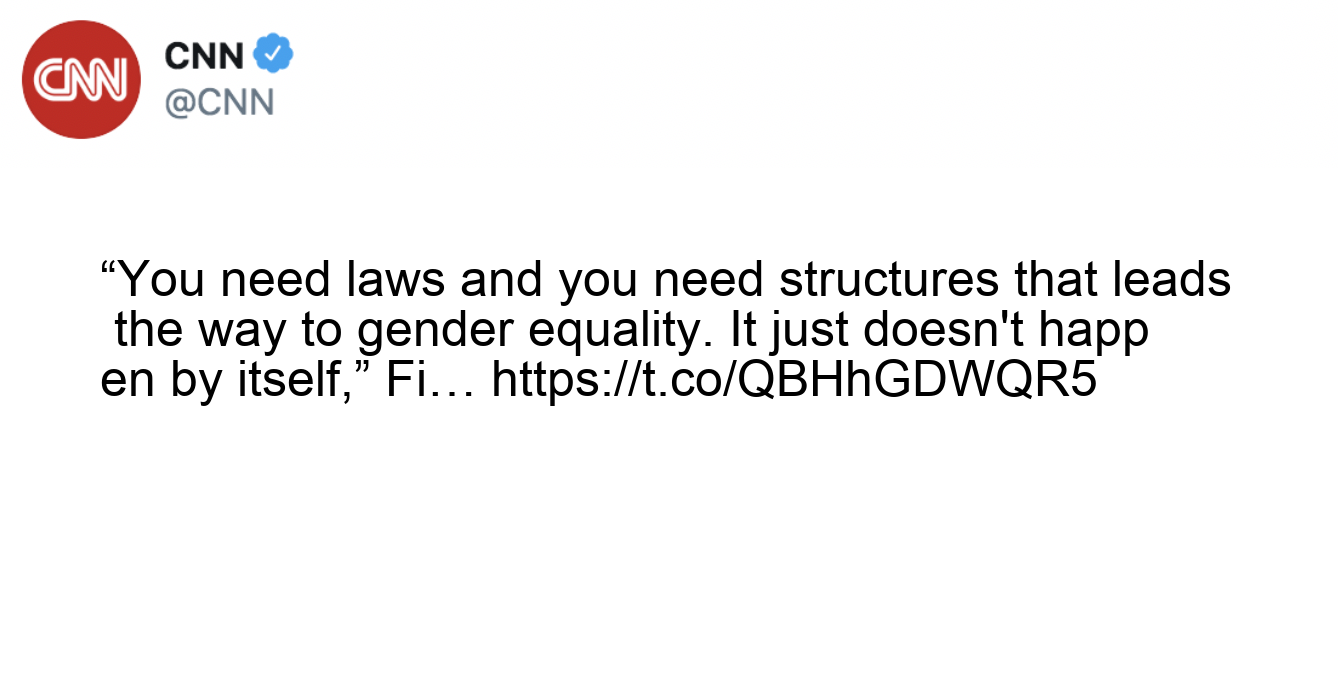 CNN
CNN
@CNN
“You need laws and you need structures that leads
the way to gender equality. It just doesn't happ
en by itself,” Fi… https://t.co/QBHhGDWQR5